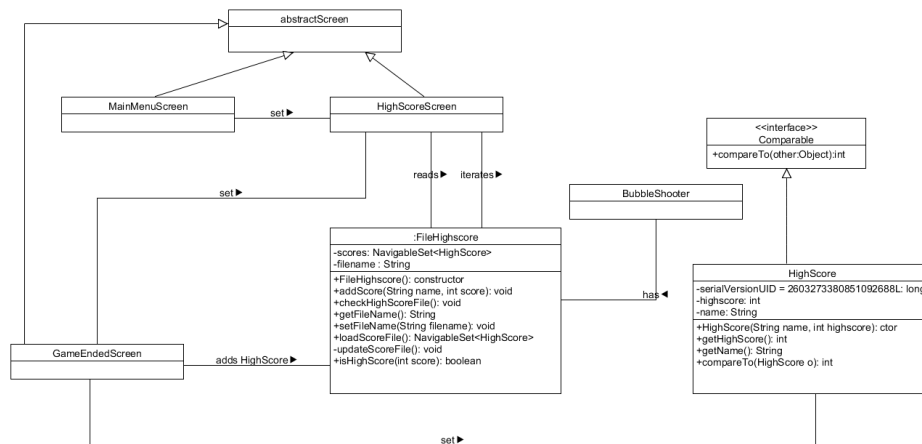 abstractScreen
MainMenuScreen
set ▶
HighScoreScreen
<<interface>>
Comparable
+compareTo(other:Object):int
reads ▶
iterates ▶
set ▶
BubbleShooter
:FileHighscore
-scores: NavigableSet<HighScore>
-filename : String
+FileHighscore(): constructor
+addScore(String name, int score): void
+checkHighScoreFile(): void
+getFileName(): String
+setFileName(String filename): void
+loadScoreFile(): NavigableSet<HighScore>
-updateScoreFile(): void
+isHighScore(int score): boolean
has ◀
HighScore
-serialVersionUID = 2603273380851092688L: long
-highscore: int
-name: String
+HighScore(String name, int highscore): ctor
+getHighScore(): int
+getName(): String
+compareTo(HighScore o): int
GameEndedScreen
adds HighScore ▶
set ▶